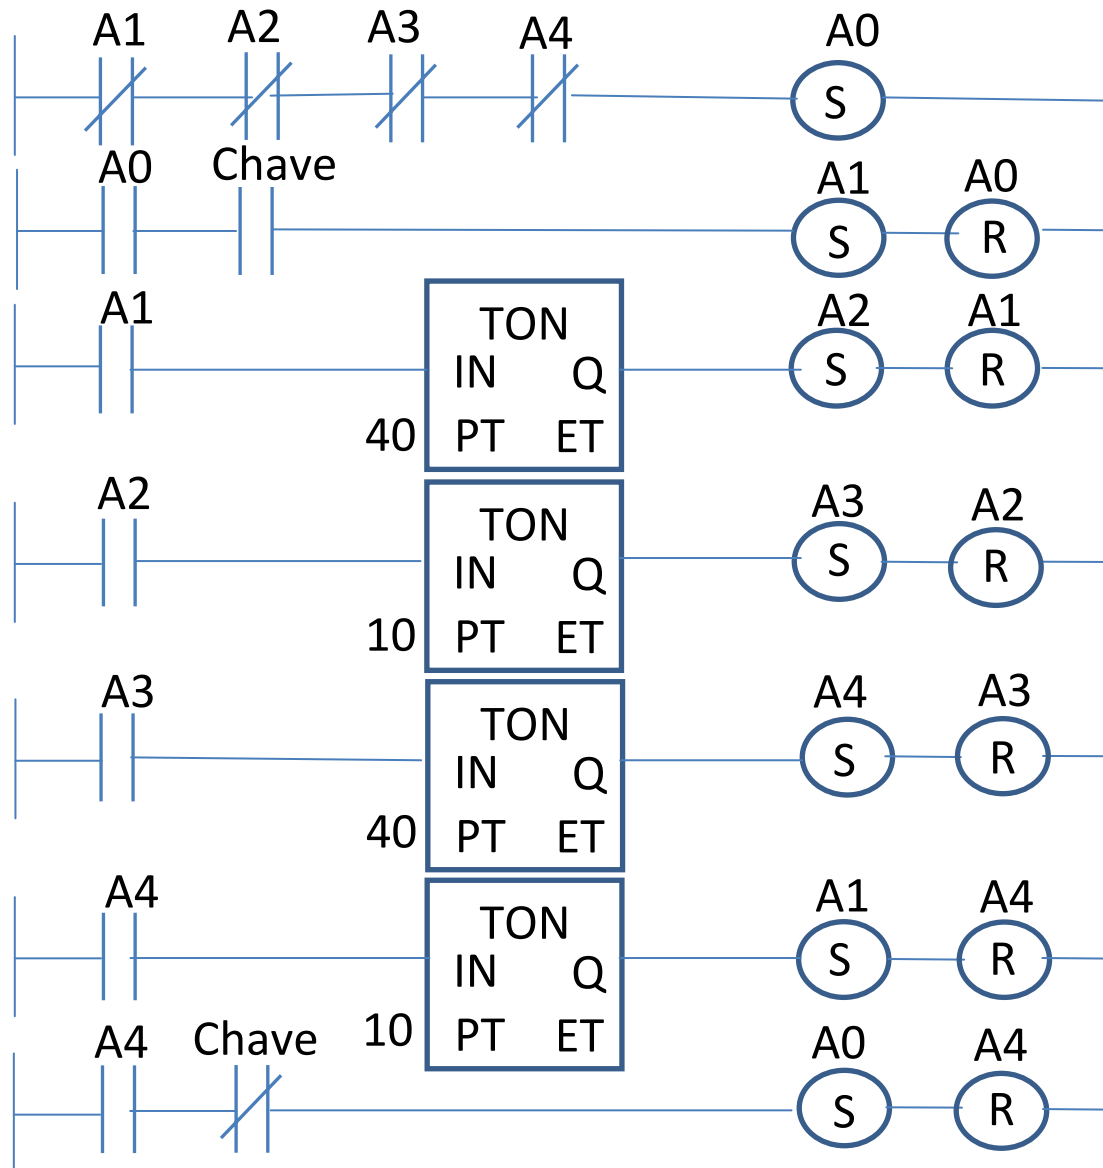 A1 A2 A3 A4 A0
S
A0 Chave A1 A0
S R
A1 A2 A1
TON
IN Q S R
40 PT ET
A2 A3 A2
TON
IN Q S R
10 PT ET
A3 A4 A3
TON
IN Q S R
40 PT ET
A4 A1 A4
TON
IN Q S R
10 PT ET
A4 Chave A0 A4
S R